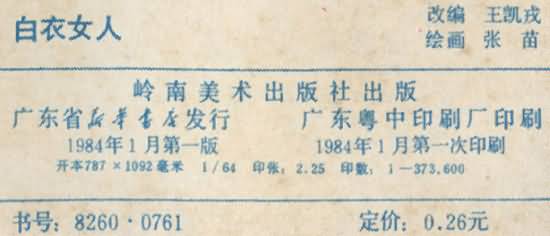 白衣女人
改编 王凯戎
绘画 张苗
岭南美术出版社出版
广东省新华书店发行 广东粤中印刷厂印刷
1984年1月第一版 1984年1月第一次印刷
开本787×1092毫米 1/64 印张：2.25 印数：1—373,600
书号：8260·0761 定价：0.26元